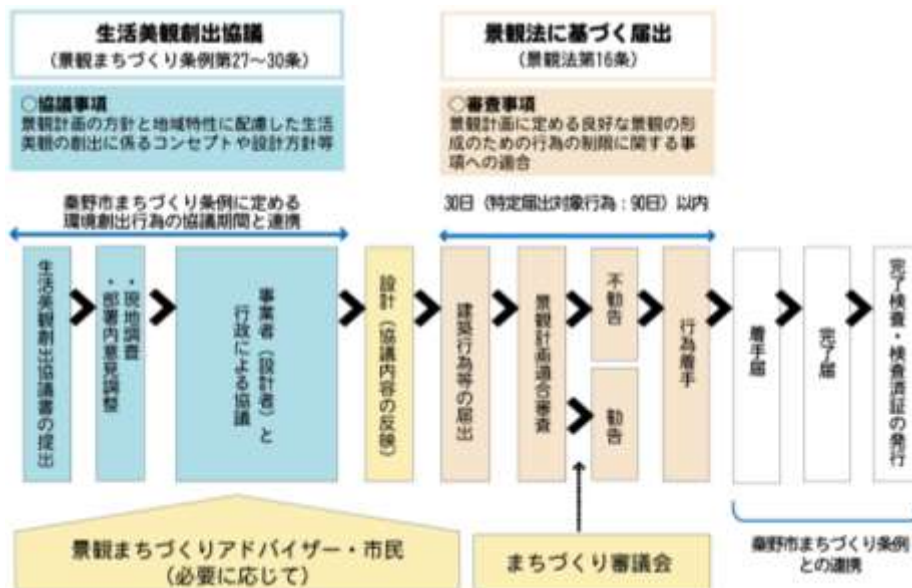 生活美観創出協議
（景観まちづくり条例第27～30条）
○協議事項
景観計画の方針と地域特性に配慮した生活
美観の創出に係るコンセプトや設計方針等
景観法に基づく届出
（景観法第16条）
○審査事項
景観計画に定める良好な景観の形
成のための行為の制限に関する事
項への適合
秦野市まちづくり条例に定める
環境創出行為の協議期間と連携
30日（特定届出対象行為：90日）以内
生活美観創出協議書の提出
・現地調査
・部署内意見調整
事業者（設計者）と
行政による協議
設計（協議内容の反映）
建築行為等の届出
景観計画適合審査
不勧告
勧告
行為着手
着手届
完了届
完了検査・検査済証の発行
景観まちづくりアドバイザー・市民
（必要に応じて）
まちづくり審議会
秦野市まちづくり条例
との連携